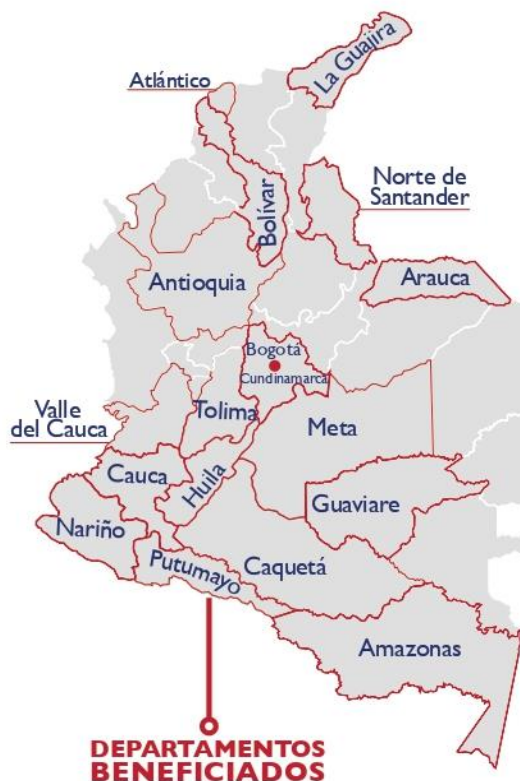 La Guajira
Atlántico
Norte de
Santander
Bolívar
Antioquia
Arauca
Bogotá
Cundinamarca
Valle
del Cauca
Tolima
Meta
Cauca
Huila
Guaviare
Nariño
Putumayo
Caquetá
Amazonas
DEPARTAMENTOS
BENEFICIADOS